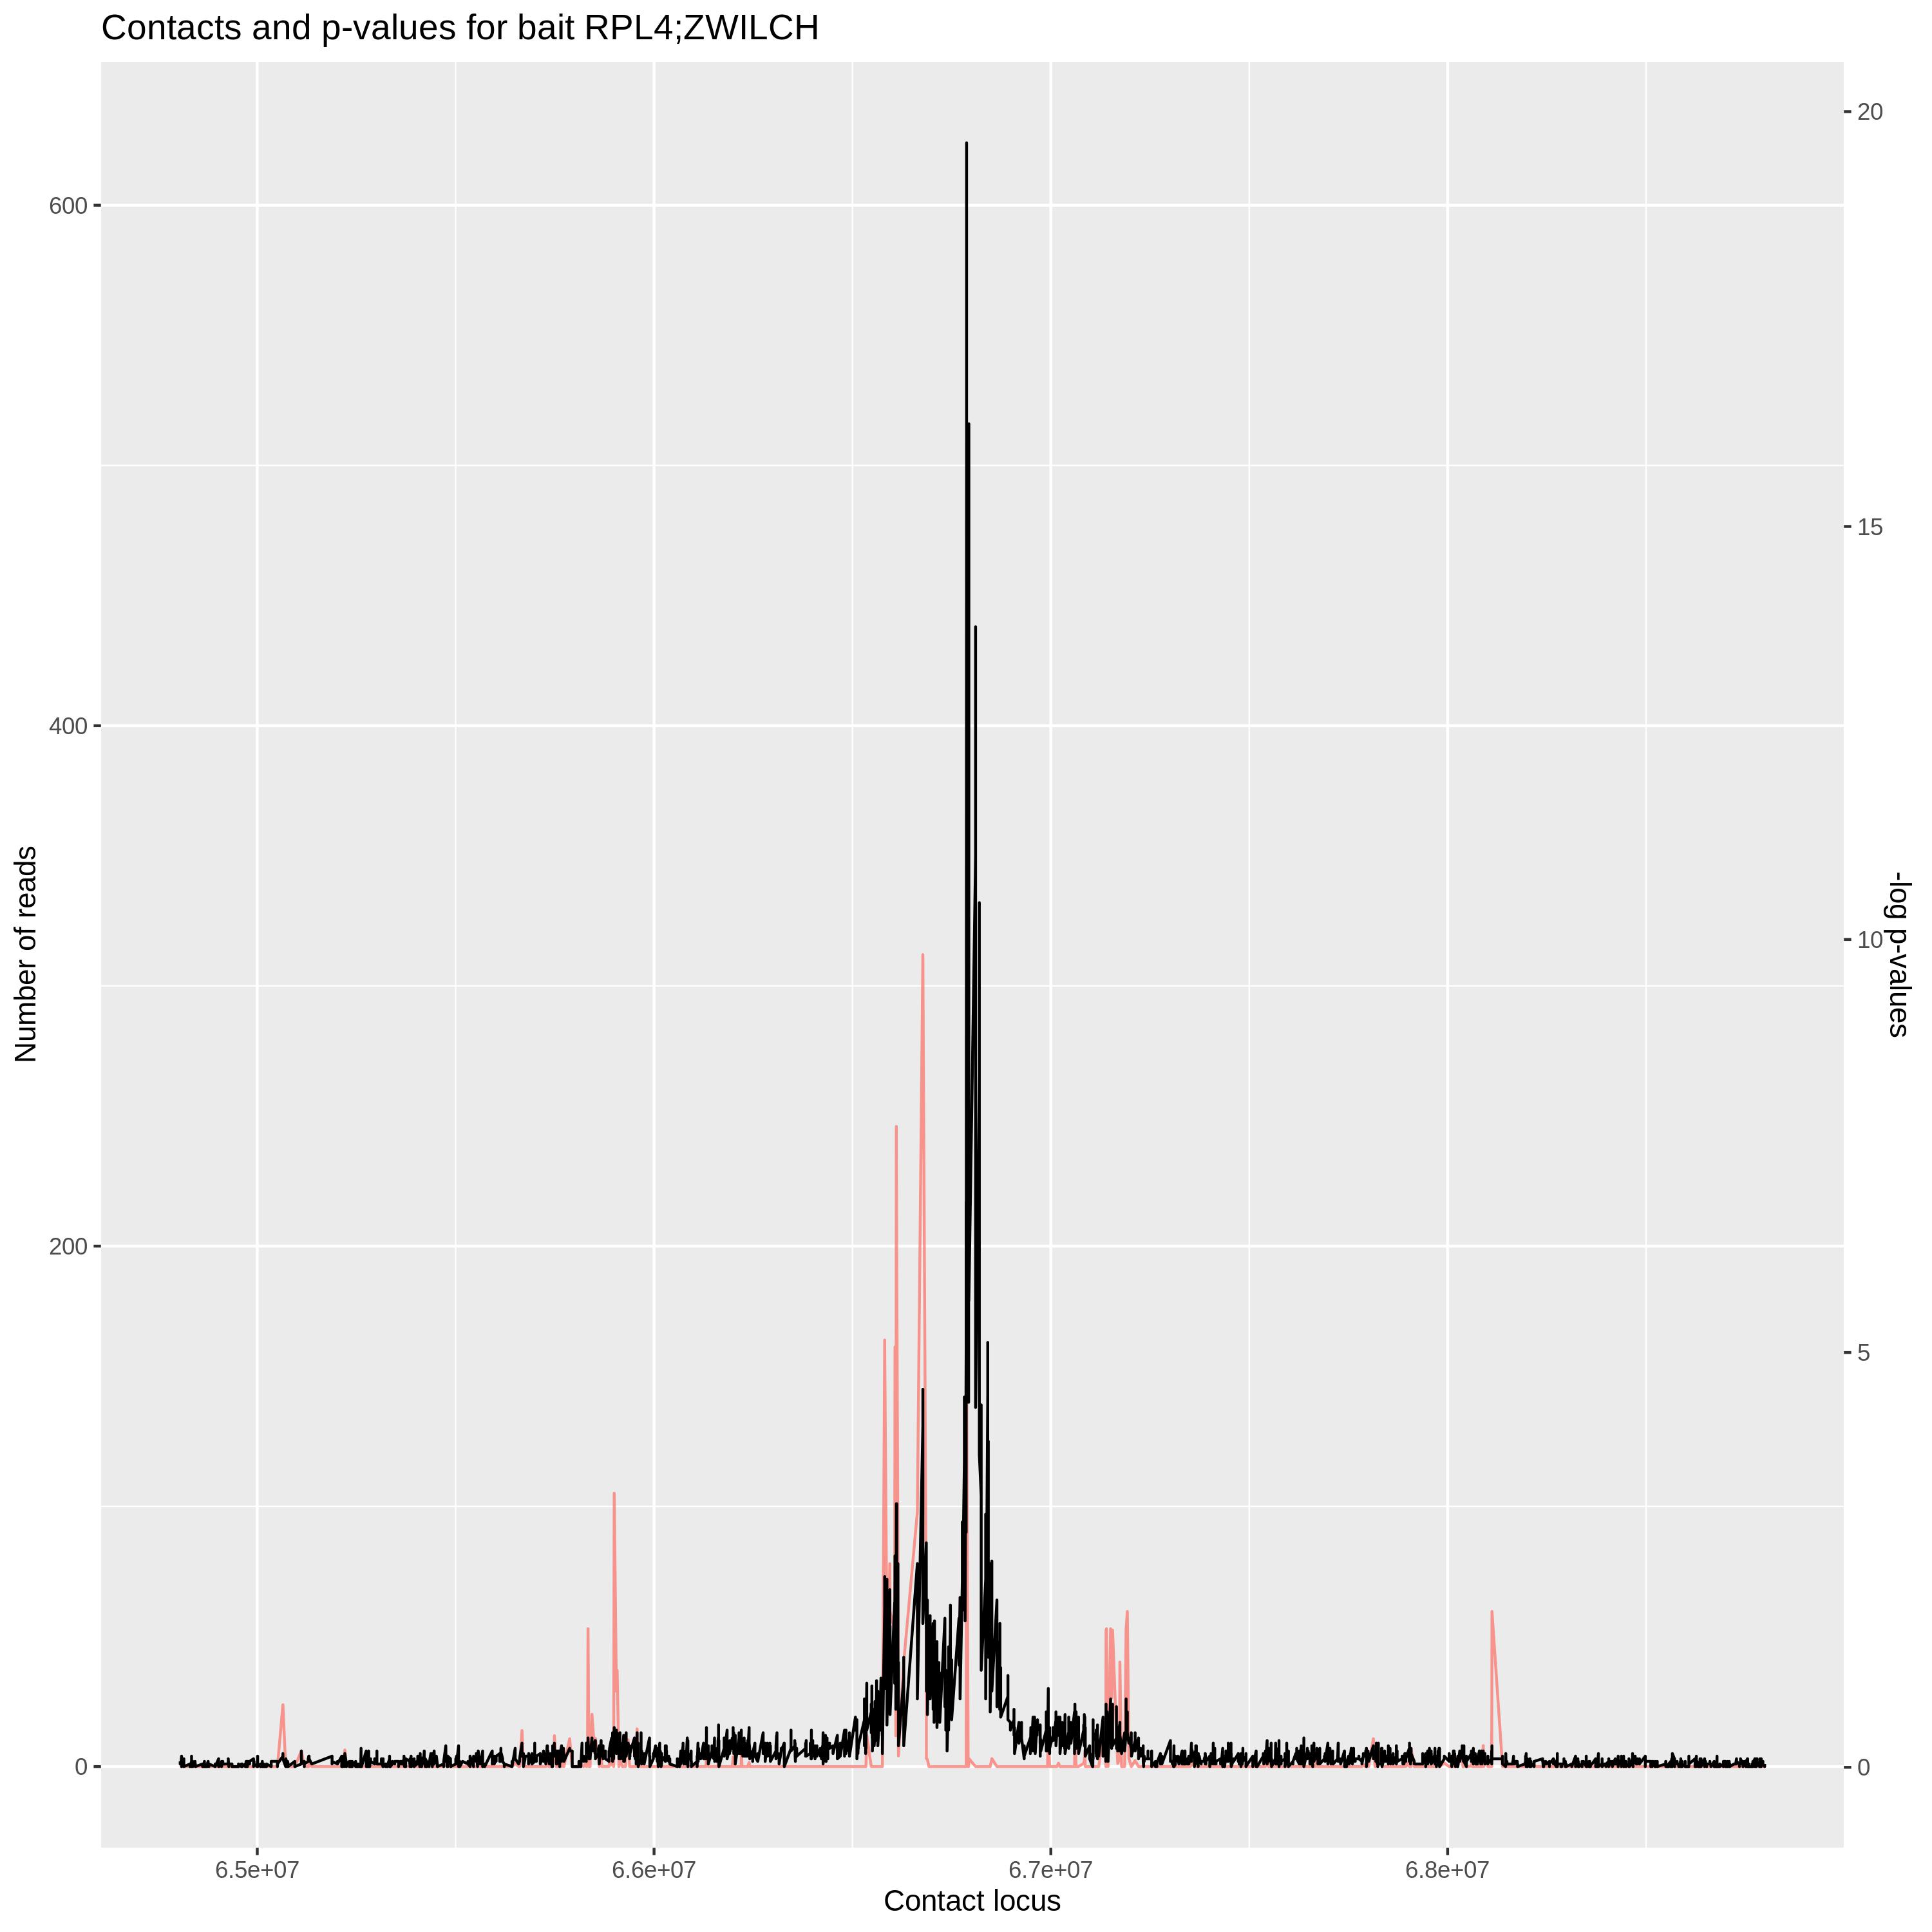 Contacts and p-values for bait RPL4;ZWILCH
Number of reads
600
400
200
0
20
15
10
5
0
-log p-values
6.5e+07
6.6e+07
6.7e+07
6.8e+07
Contact locus